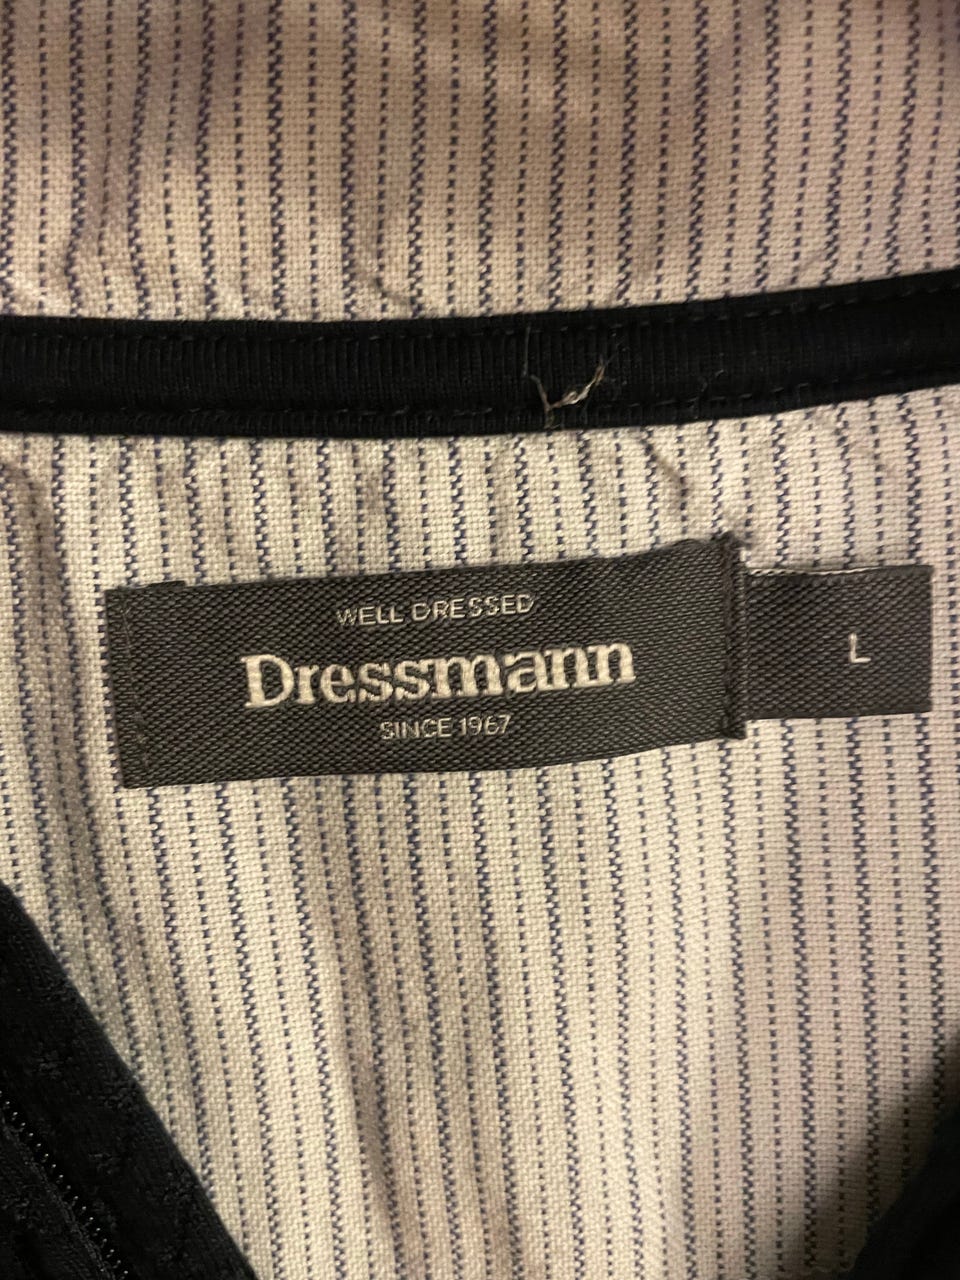 WELL DRESSED
Dressmann
SINCE 1967
L